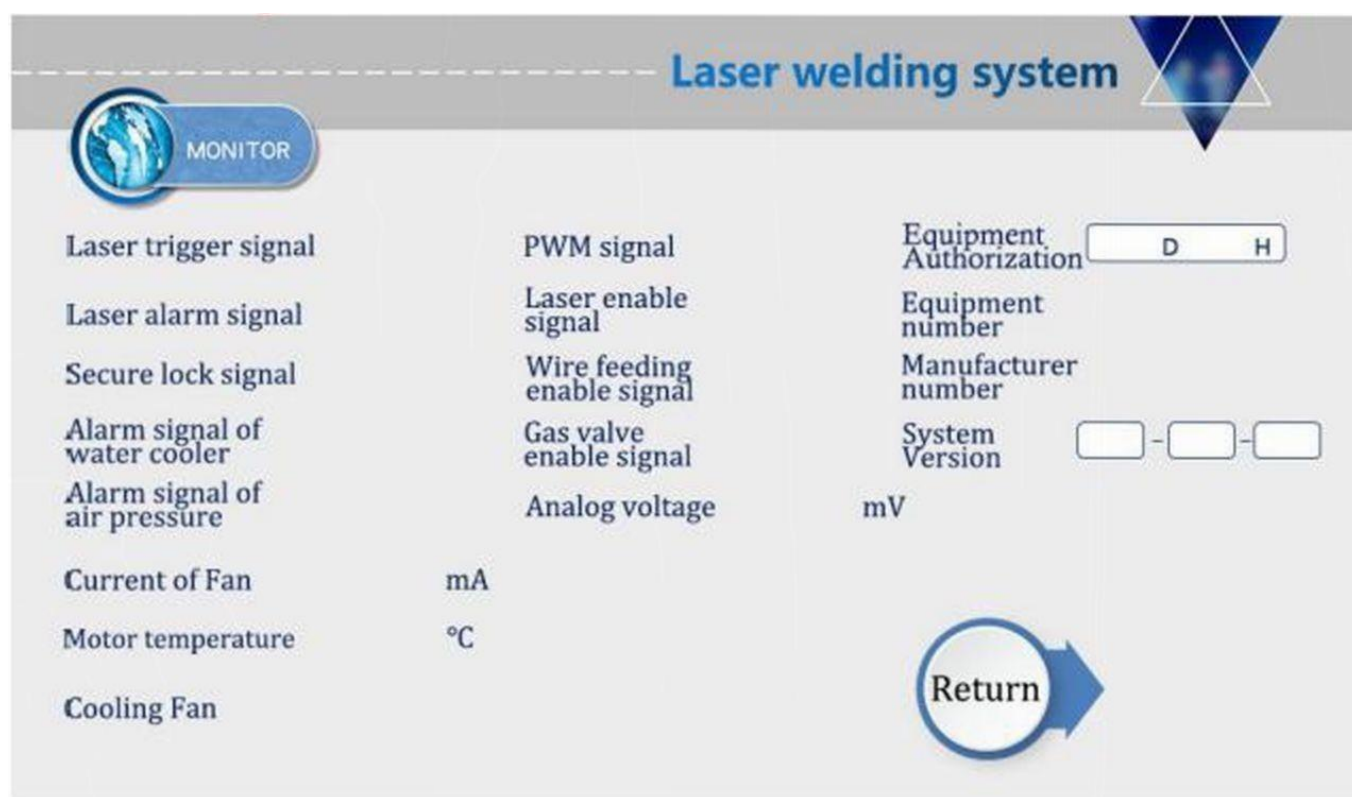 Laser welding system
MONITOR
Laser trigger signal
Laser alarm signal
Secure lock signal
Alarm signal of
water cooler
Alarm signal of
air pressure
Current of Fan mA
Motor temperature °C
Cooling Fan
PWM signal
Laser enable
signal
Wire feeding
enable signal
Gas valve
enable signal
Analog voltage mV
Equipment
Authorization D H
Equipment
number
Manufacturer
number
System
Version - -
Return